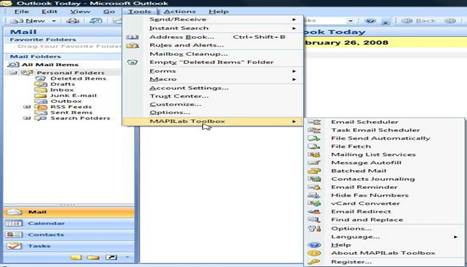 Outlook Today - Microsoft Outlook
File Edit View Go Tools Actions Help
Mail
Favorite Folders
Drag Your Favorite Folders
Mail Folders
All Mail Items
Personal Folders
Deleted Items
Drafts
Inbox
Junk E-mail
Outbox
RSS Feeds
Sent Items
Search Folders
Mail
Calendar
Contacts
Tasks
Send/Receive
Instant Search
Address Book... Ctrl+Shift+B
Rules and Alerts...
Mailbox Cleanup...
Empty "Deleted Items" Folder
Forms
Macro
Account Settings...
Trust Center...
Customize...
Options...
MAPILab Toolbox
bruary 26, 2008
Email Scheduler
Task Email Scheduler
File Send Automatically
File Fetch
Mailing List Services
Message Autofill
Batched Mail
Contacts Journaling
Email Reminder
Hide Fax Numbers
vCard Converter
Email Redirect
Find and Replace
Options...
Language...
Help
About MAPILab Toolbox
Register...